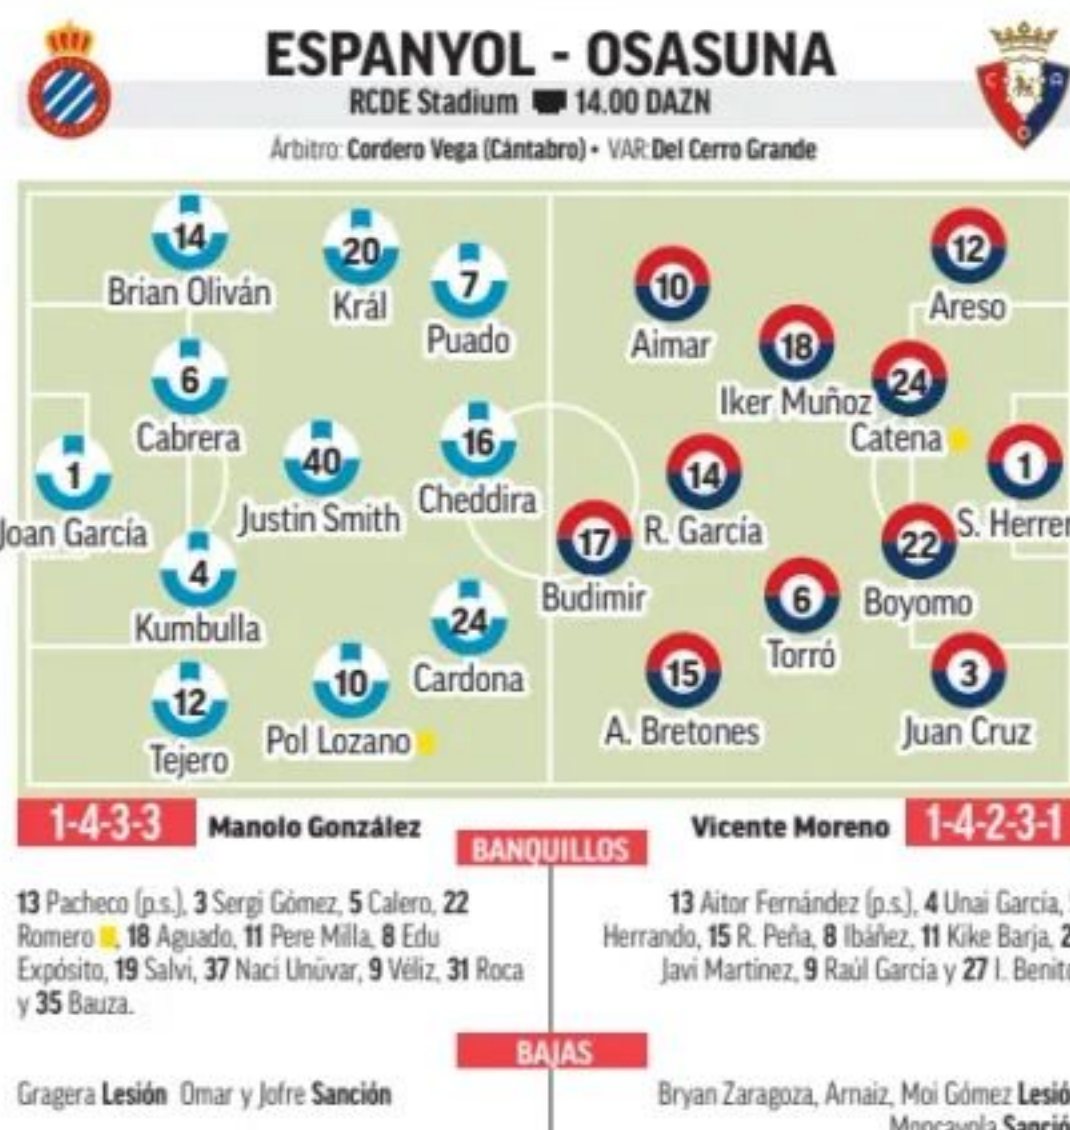 ESPANYOL - OSASUNA
RCDE Stadium 14.00 DAZN
Árbitro: Cordero Vega (Cántabro) • VAR: Del Cerro Grande
14
Brian Oliván
20
Král
7
Puado
6
Cabrera
1
Joan García
40
Justin Smith
16
Cheddira
4
Kumbulla
24
Cardona
12
Tejero
10
Pol Lozano
10
Aimar
12
Areso
18
Iker Muñoz
24
Catena
14
R. García
1
S. Herrer
17
Budimir
22
Boyomo
6
Torró
15
A. Bretones
3
Juan Cruz
1-4-3-3 Manolo González
Vicente Moreno 1-4-2-3-1
BANQUILLOS
13 Pacheco (p.s.), 3 Sergi Gómez, 5 Calero, 22
Romero , 18 Aguado, 11 Pere Milla, 8 Edu
Expósito, 19 Salvi, 37 Naci Unüvar, 9 Véliz, 31 Roca
y 35 Bauza.
13 Aitor Fernández (p.s.), 4 Unai García,
Herrando, 15 R. Peña, 8 Ibáñez, 11 Kike Barja, 2
Javi Martínez, 9 Raúl García y 27 I. Benito
BAJAS
Gragera Lesión Omar y Jofre Sanción
Bryan Zaragoza, Arnaiz, Moi Gómez Lesió
Moncayola Sanció